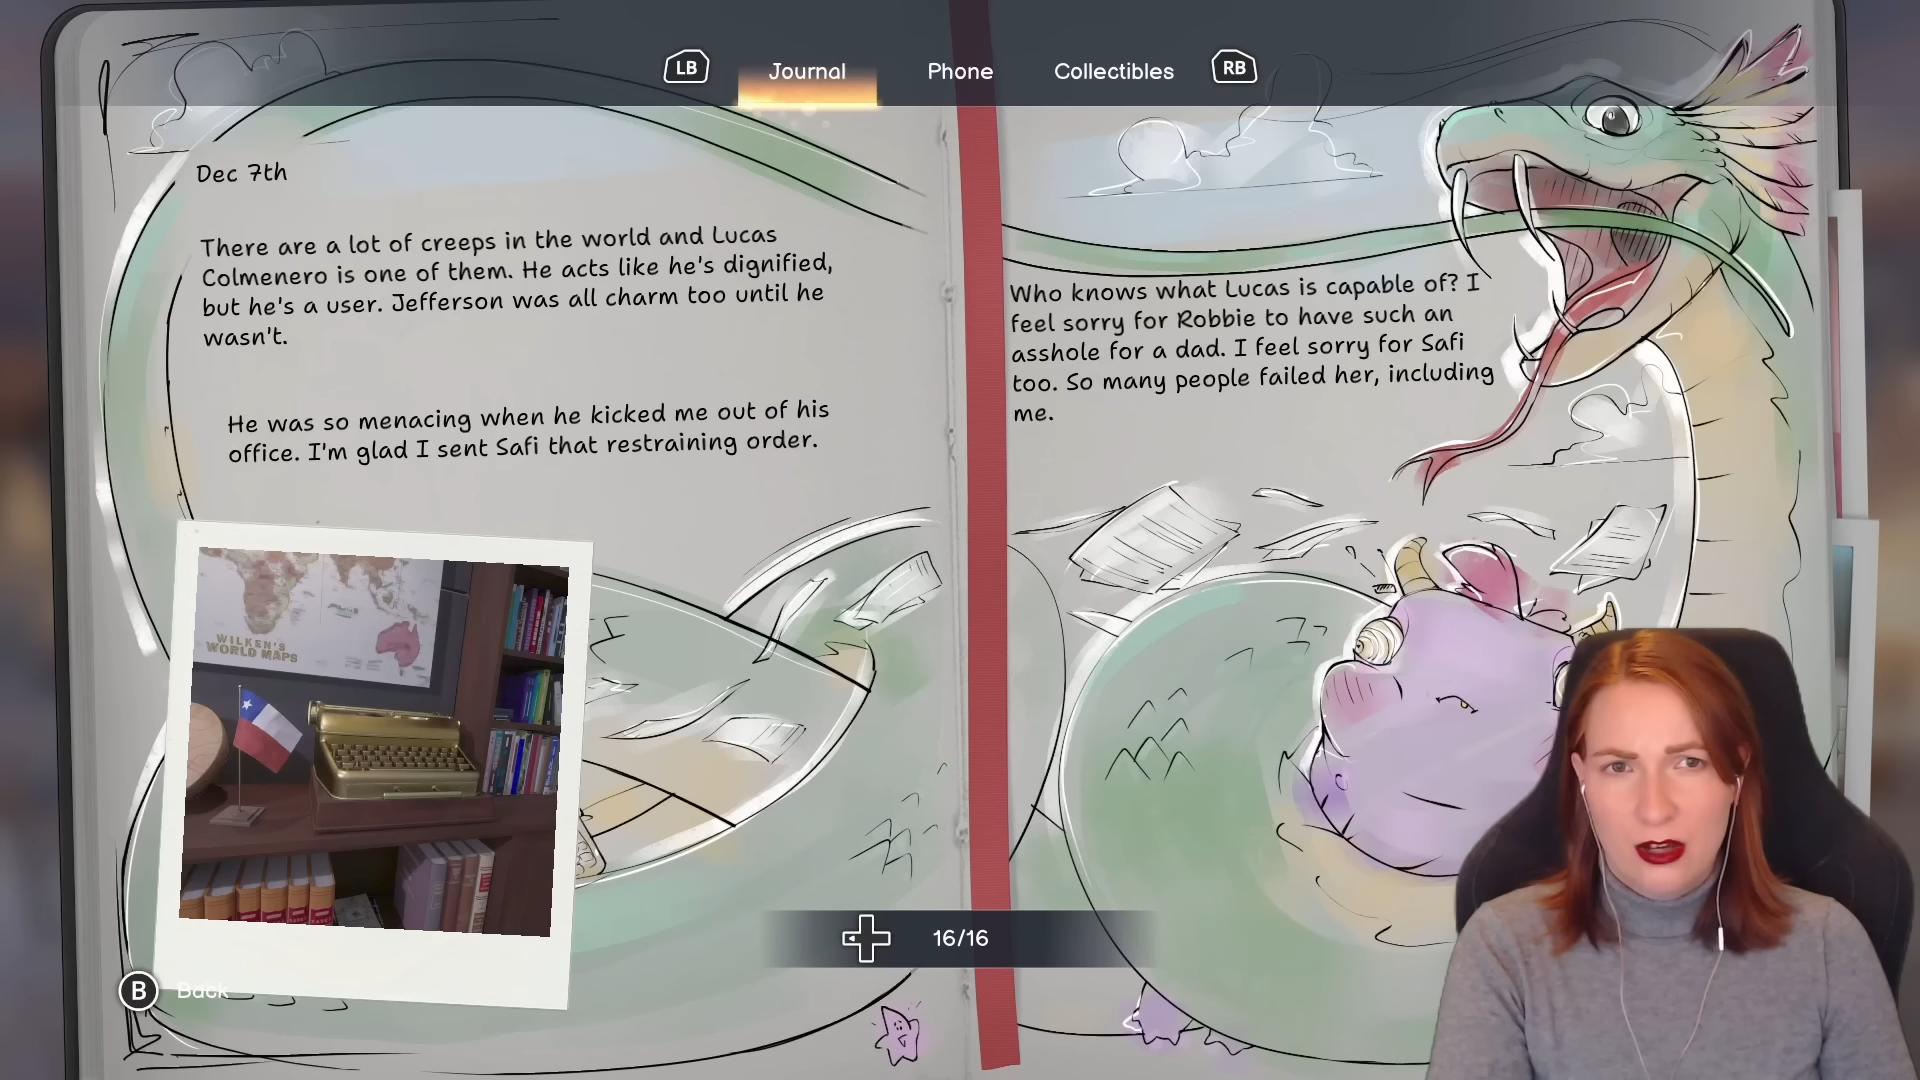 LB
Journal
Phone
Collectibles
RB
Dec 7th
There are a lot of creeps in the world and Lucas
Colmenero is one of them. He acts like he's dignified,
but he's a user. Jefferson was all charm too until he
wasn't.
He was so menacing when he kicked me out of his
office. I'm glad I sent Safi that restraining order.
WILKEN'S
WORLD MAPS
Who knows what Lucas is capable of? I
feel sorry for Robbie to have such an
asshole for a dad. I feel sorry for Safi
too. So many people failed her, including
me.
16/16
B
Back